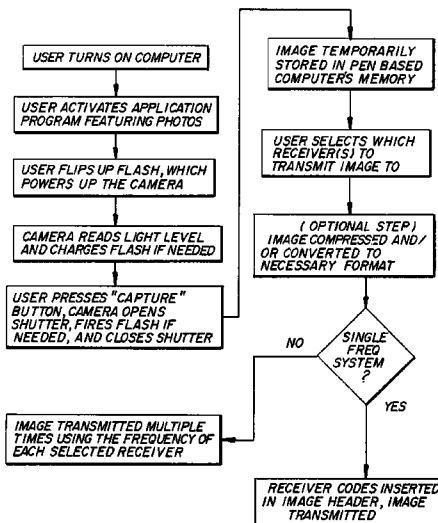 USER TURNS ON COMPUTER
USER ACTIVATES APPLICATION
PROGRAM FEATURING PHOTOS
USER FLIPS UP FLASH, WHICH
POWERS UP THE CAMERA
CAMERA READS LIGHT LEVEL
AND CHARGES FLASH IF NEEDED
USER PRESSES "CAPTURE"
BUTTON, CAMERA OPENS
SHUTTER, FIRES FLASH IF
NEEDED, AND CLOSES SHUTTER
IMAGE TEMPORARILY
STORED IN PEN BASED
COMPUTER'S MEMORY
USER SELECTS WHICH
RECEIVER(S) TO
TRANSMIT IMAGE TO
(OPTIONAL STEP)
IMAGE COMPRESSED AND/
OR CONVERTED TO
NECESSARY FORMAT
SINGLE
FREQ
SYSTEM
?
NO
YES
IMAGE TRANSMITTED MULTIPLE
TIMES USING THE FREQUENCY OF
EACH SELECTED RECEIVER
RECEIVER CODES INSERTED
IN IMAGE HEADER, IMAGE
TRANSMITTED